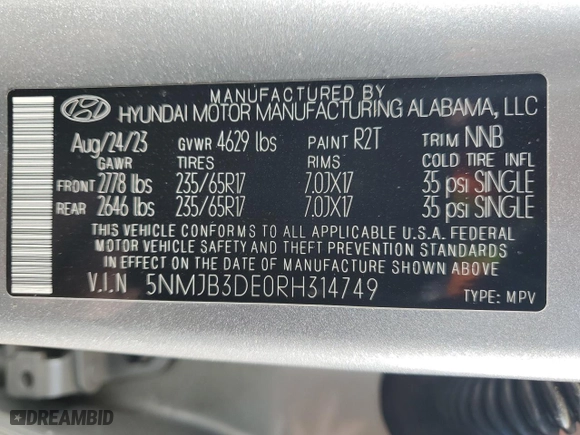 MANUFACTURED BY
HYUNDAI MOTOR MANUFACTURING ALABAMA, LLC
Aug/24/23 GVWR 4629 lbs PAINT R2T TRIM NNB
GAWR TIRES RIMS COLD TIRE INFL
FRONT 2778 lbs 235/65R17 7.0JX17 35 psi SINGLE
REAR 2646 lbs 235/65R17 7.0JX17 35 psi SINGLE
THIS VEHICLE CONFORMS TO ALL APPLICABLE U.S.A. FEDERAL
MOTOR VEHICLE SAFETY AND THEFT PREVENTION STANDARDS
IN EFFECT ON THE DATE OF MANUFACTURE SHOWN ABOVE
V.I.N 5NMJB3DE0RH314749 TYPE: MPV
DREAMBID